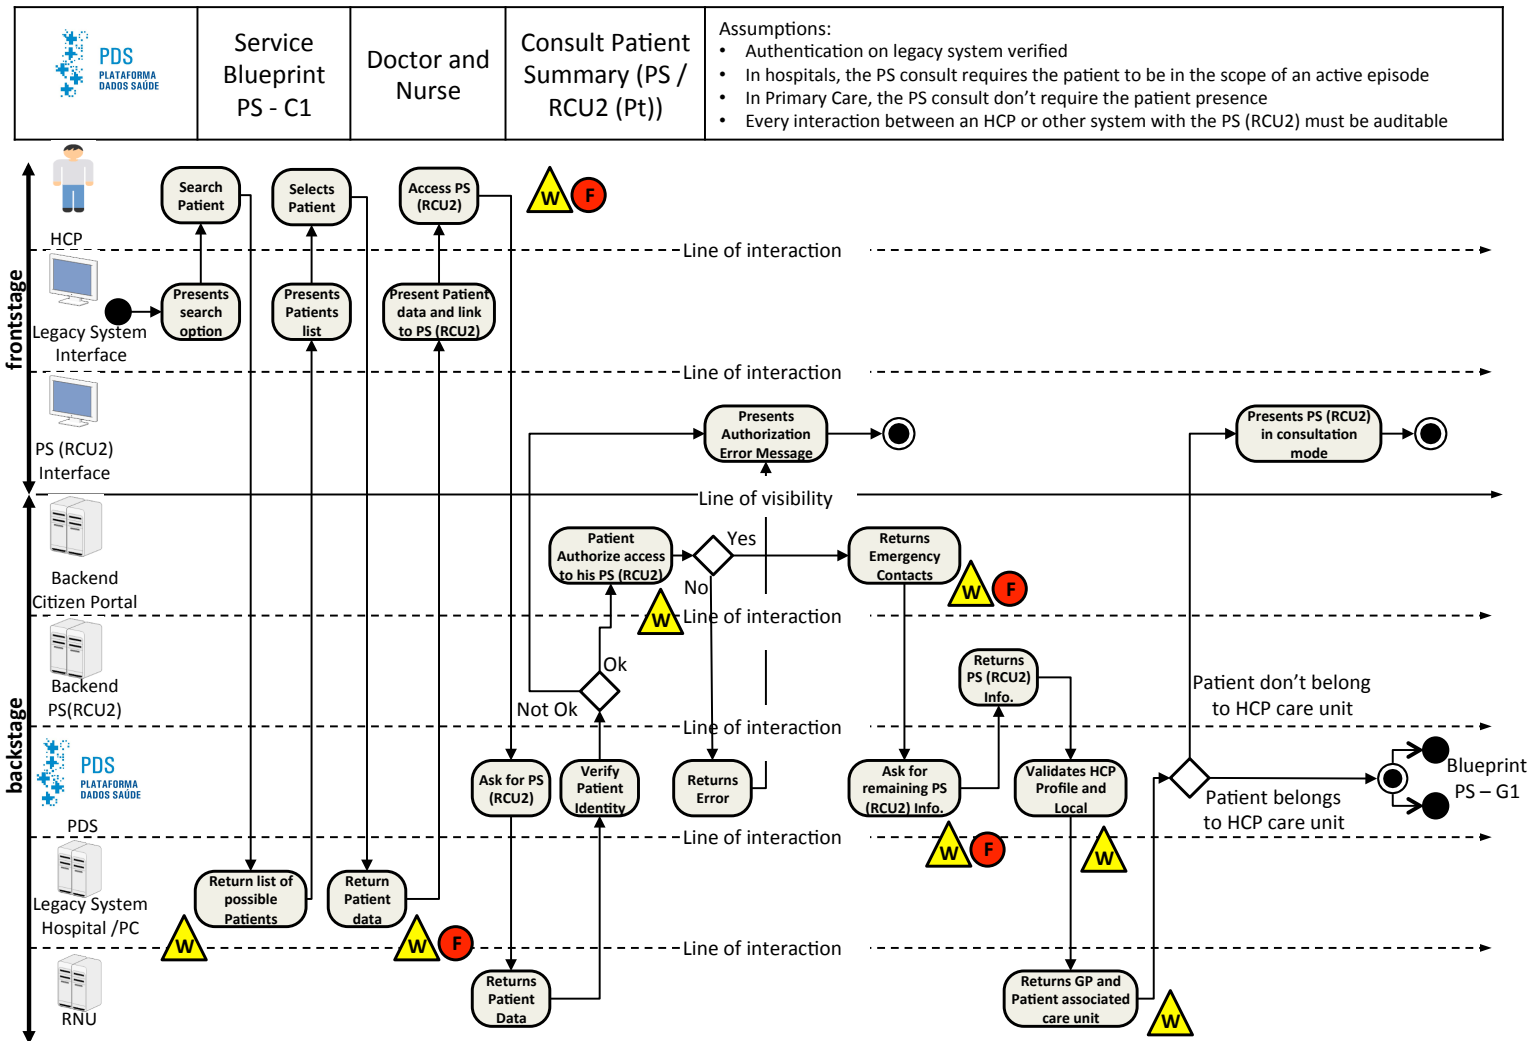 PDS
PLATAFORMA
DADOS SAÚDE
Service
Blueprint
PS - C1
Doctor and
Nurse
Consult Patient
Summary (PS /
RCU2 (Pt))
Assumptions:
• Authentication on legacy system verified
• In hospitals, the PS consult requires the patient to be in the scope of an active episode
• In Primary Care, the PS consult don't require the patient presence
• Every interaction between an HCP or other system with the PS (RCU2) must be auditable
frontstage
HCP
Search
Patient
Selects
Patient
Access PS
(RCU2)
W
F
Line of interaction
Legacy System
Interface
Presents
search
option
Presents
Patients
list
Present Patient
data and link
to PS (RCU2)
Line of interaction
PS (RCU2)
Interface
Presents
Authorization
Error Message
Presents PS (RCU2)
in consultation
mode
Line of visibility
backstage
Backend
Citizen Portal
Patient
Authorize access
to his PS (RCU2)
Yes
No
Returns
Emergency
Contacts
W
W
F
Line of interaction
Backend
PS(RCU2)
Ok
Not Ok
Returns
PS (RCU2)
Info.
Patient don't belong
to HCP care unit
Line of interaction
PDS
PLATAFORMA
DADOS SAÚDE
PDS
Ask for PS
(RCU2)
Verify
Patient
Identity
Returns
Error
Ask for
remaining PS
(RCU2) Info.
Validates HCP
Profile and
Local
Patient belongs
to HCP care unit
Blueprint
PS – G1
Line of interaction
W
F
W
Legacy System
Hospital /PC
Return list of
possible
Patients
Return
Patient
data
W
W
F
Line of interaction
RNU
Returns
Patient
Data
Returns GP and
Patient associated
care unit
W